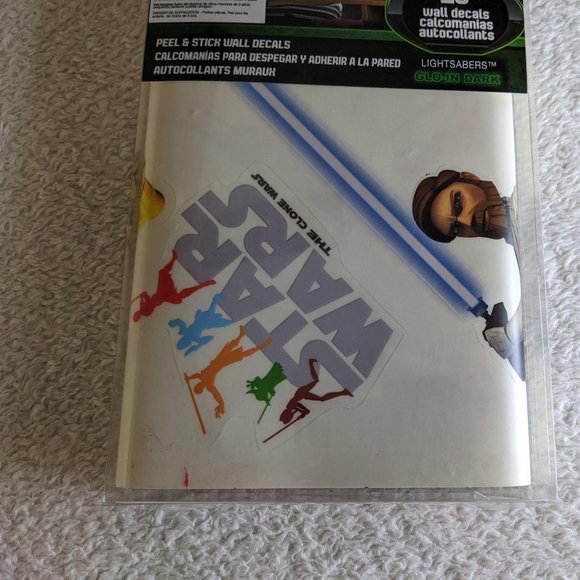 wall decals
calcomanías
autocollants
PEEL & STICK WALL DECALS
CALCOMANÍAS PARA DESPEGAR Y ADHERIR A LA PARED
AUTOCOLLANTS MURAUX
LIGHTSABERS™
GLO-IN DARK
STAR
WARS
THE CLONE WARS